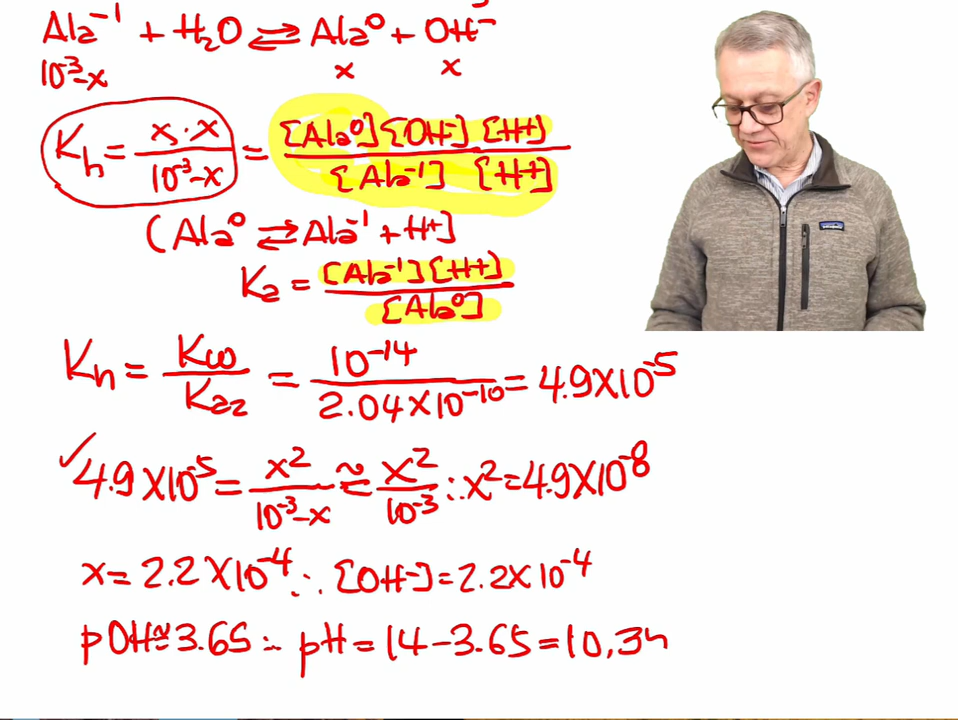 Ala⁻¹ + H₂O ⇌ Ala⁰ + OH⁻
10⁻³-x x x
Kh = x·x / 10⁻³-x = [Ala⁰] [OH⁻] [H+] / [Ala⁻¹] [H+]
(Ala⁰ ⇌ Ala⁻¹ + H+]
Ka = [Ala⁻¹] [H+] / [Ala⁰]
Kh = Kw / Ka2 = 10⁻¹⁴ / 2.04 X 10⁻¹⁰ = 4.9 X 10⁻⁵
✓4.9 X 10⁻⁵ = x² / 10⁻³-x ≈ x² / 10⁻³ ∴ x² = 4.9 X 10⁻⁸
x = 2.2 X 10⁻⁴ ∴ [OH⁻] = 2.2 X 10⁻⁴
pOH ≈ 3.65 ∴ pH = 14 - 3.65 = 10.3